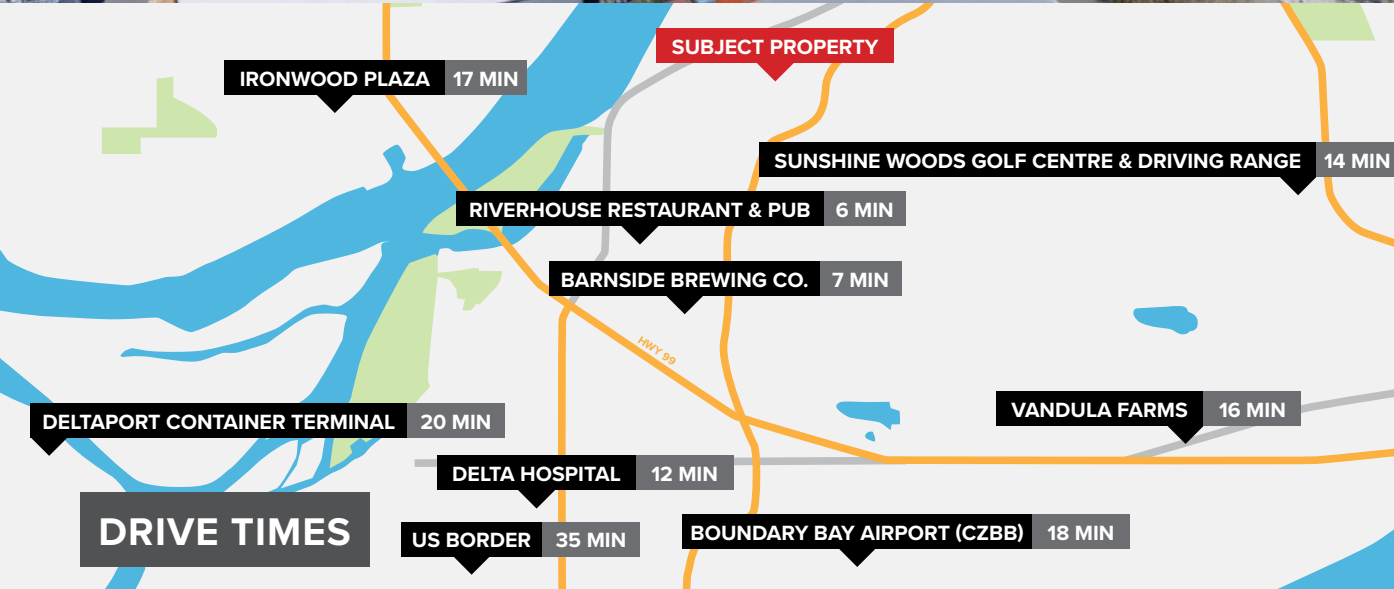 SUBJECT PROPERTY
IRONWOOD PLAZA 17 MIN
SUNSHINE WOODS GOLF CENTRE & DRIVING RANGE 14 MIN
RIVERHOUSE RESTAURANT & PUB 6 MIN
BARNSIDE BREWING CO. 7 MIN
HWY 99
VANDULA FARMS 16 MIN
DELTAPORT CONTAINER TERMINAL 20 MIN
DELTA HOSPITAL 12 MIN
DRIVE TIMES
US BORDER 35 MIN
BOUNDARY BAY AIRPORT (CZBB) 18 MIN